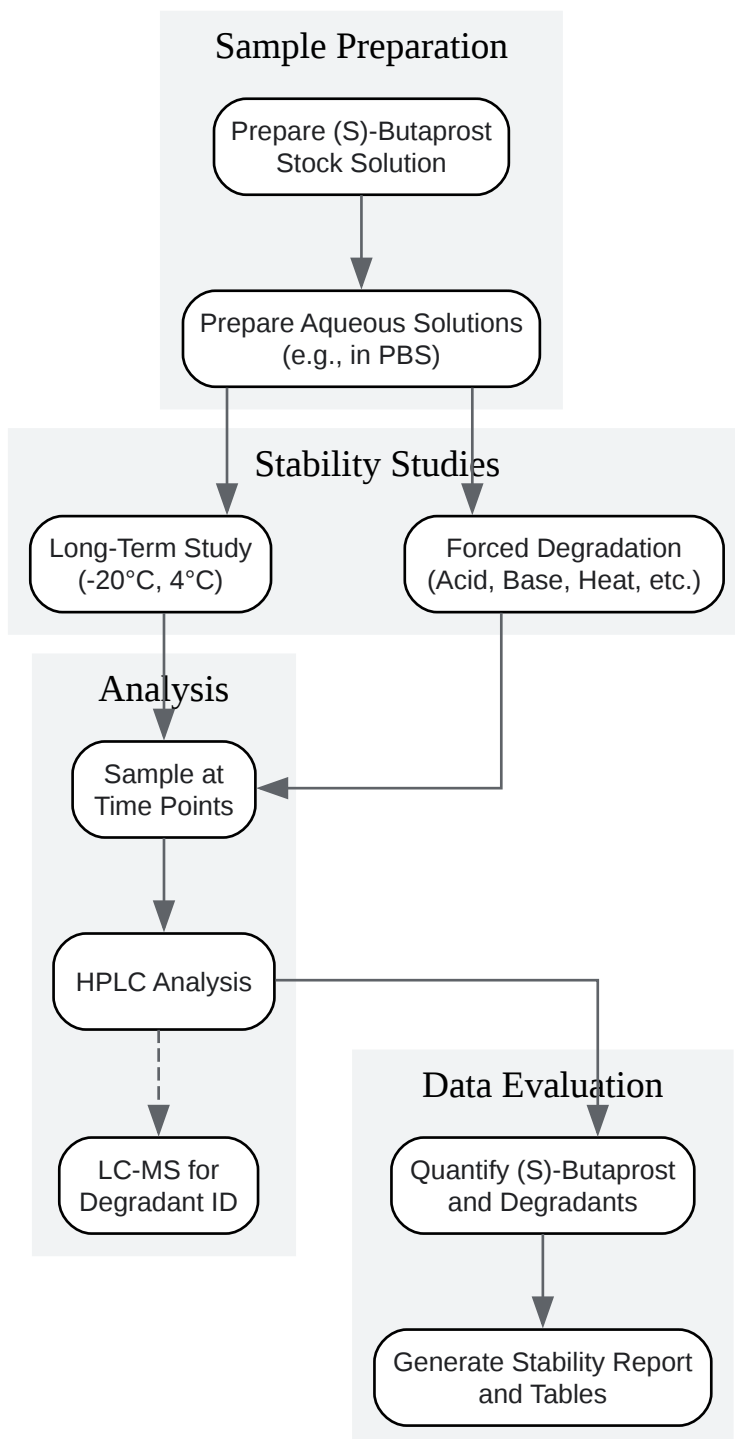 Sample Preparation
Prepare (S)-Butaprost
Stock Solution
Prepare Aqueous Solutions
(e.g., in PBS)
Stability Studies
Long-Term Study
(-20°C, 4°C)
Forced Degradation
(Acid, Base, Heat, etc.)
Analysis
Sample at
Time Points
HPLC Analysis
LC-MS for
Degradant ID
Data Evaluation
Quantify (S)-Butaprost
and Degradants
Generate Stability Report
and Tables